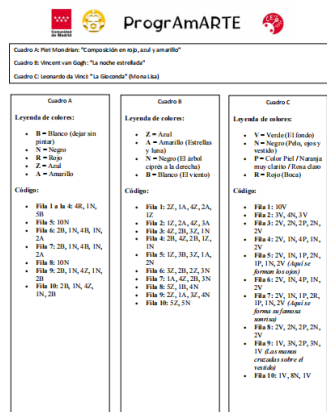 Comunidad de Madrid
ProgrAmARTE
Cuadro A: Piet Mondrian: "Composición en rojo, azul y amarillo"
Cuadro B: Vincent van Gogh: "La noche estrellada"
Cuadro C: Leonardo da Vinci: "La Gioconda" (Mona Lisa)
Cuadro A
Leyenda de colores:
• B = Blanco (dejar sin
pintar)
• N = Negro
• R = Rojo
• Z = Azul
• A = Amarillo
Código:
• Fila 1 a la 4: 4R, 1N,
5B
• Fila 5: 10N
• Fila 6: 2B, 1N, 4B, 1N,
2A
• Fila 7: 2B, 1N, 4B, 1N,
2A
• Fila 8: 10N
• Fila 9: 2B, 1N, 4Z, 1N,
2B
• Fila 10: 2B, 1N, 4Z,
1N, 2B
Cuadro B
Leyenda de colores:
• Z = Azul
• A = Amarillo (Estrellas
y luna)
• N = Negro (El árbol
ciprés a la derecha)
• B = Blanco (El viento)
Código:
• Fila 1: 2Z, 1A, 4Z, 2A,
1Z
• Fila 2: 1Z, 2A, 4Z, 3A
• Fila 3: 4Z, 2B, 3Z, 1N
• Fila 4: 2B, 4Z, 2B, 1Z,
1N
• Fila 5: 1Z, 3B, 3Z, 1A,
2N
• Fila 6: 3Z, 2B, 2Z, 3N
• Fila 7: 1A, 4Z, 2B, 3N
• Fila 8: 5Z, 1B, 4N
• Fila 9: 2Z, 1A, 3Z, 4N
• Fila 10: 5Z, 5N
Cuadro C
Leyenda de colores:
• V = Verde (El fondo)
• N = Negro (Pelo, ojos y
vestido)
• P = Color Piel / Naranja
muy clarito / Rosa claro
• R = Rojo (Boca)
Código:
• Fila 1: 10V
• Fila 2: 3V, 4N, 3V
• Fila 3: 2V, 2N, 2P, 2N,
2V
• Fila 4: 2V, 1N, 4P, 1N,
2V
• Fila 5: 2V, 1N, 1P, 2N,
1P, 1N, 2V (Aquí se
forman los ojos)
• Fila 6: 2V, 1N, 4P, 1N,
2V
• Fila 7: 2V, 1N, 1P, 2R,
1P, 1N, 2V (Aquí se
forma su famosa
sonrisa)
• Fila 8: 2V, 2N, 2P, 2N,
2V
• Fila 9: 1V, 3N, 2P, 3N,
1V (Las manos
cruzadas sobre el
vestido)
• Fila 10: 1V, 8N, 1V